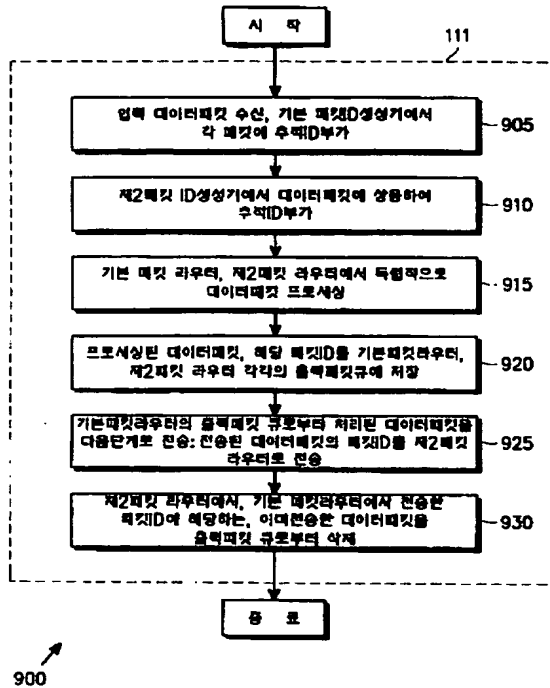 시 작
111
입력 데이터패킷 수신, 기본 패킷ID생성기에서
각 패킷에 추적ID부가
905
제2패킷 ID생성기에서 데이터패킷에 상응하여
추적ID부가
910
기본 패킷 라우터, 제2패킷 라우터에서 독립적으로
데이터패킷 프로세싱
915
프로세싱된 데이터패킷, 해당 패킷ID를 기본패킷라우터,
제2패킷 라우터 각각의 출력패킷큐에 저장
920
기본패킷라우터의 출력패킷 큐로부터 처리된 데이터패킷을
다음단계로 전송:전송된 데이터패킷의 패킷ID를 제2패킷
라우터로 전송
925
제2패킷 라우터에서, 기본 패킷라우터에서 전송한
패킷ID에 해당하는, 이미전송한 데이터패킷을
출력패킷 큐로부터 삭제
930
종 료
900